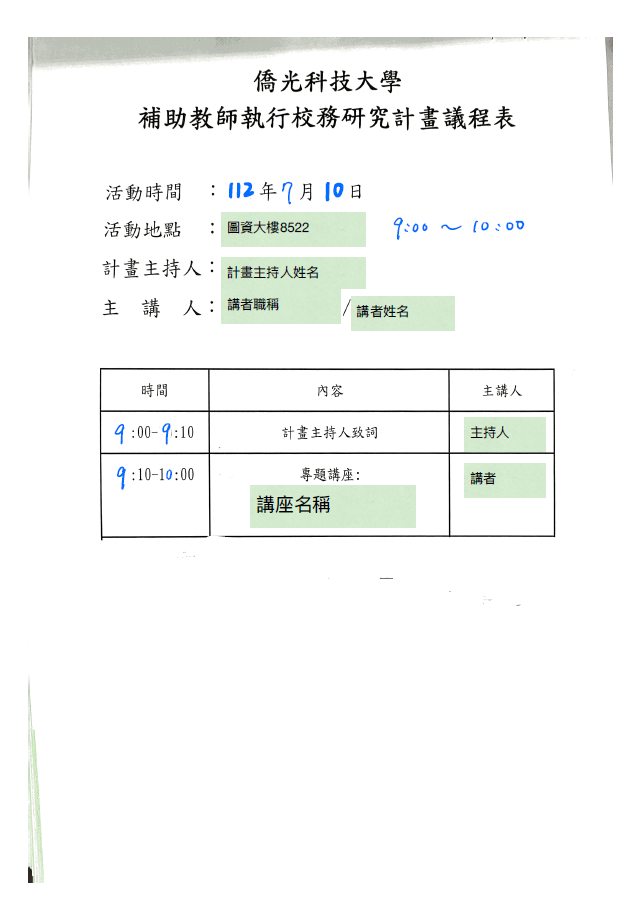 僑光科技大學
補助教師執行校務研究計畫議程表
活動時間：112年7月10日
活動地點：圖資大樓8522 9:00～10:00
計畫主持人：計畫主持人姓名
主講人：講者職稱/講者姓名
時間 內容 主講人
9:00-9:10 計畫主持人致詞 主持人
9:10-10:00 專題講座: 講者
講座名稱